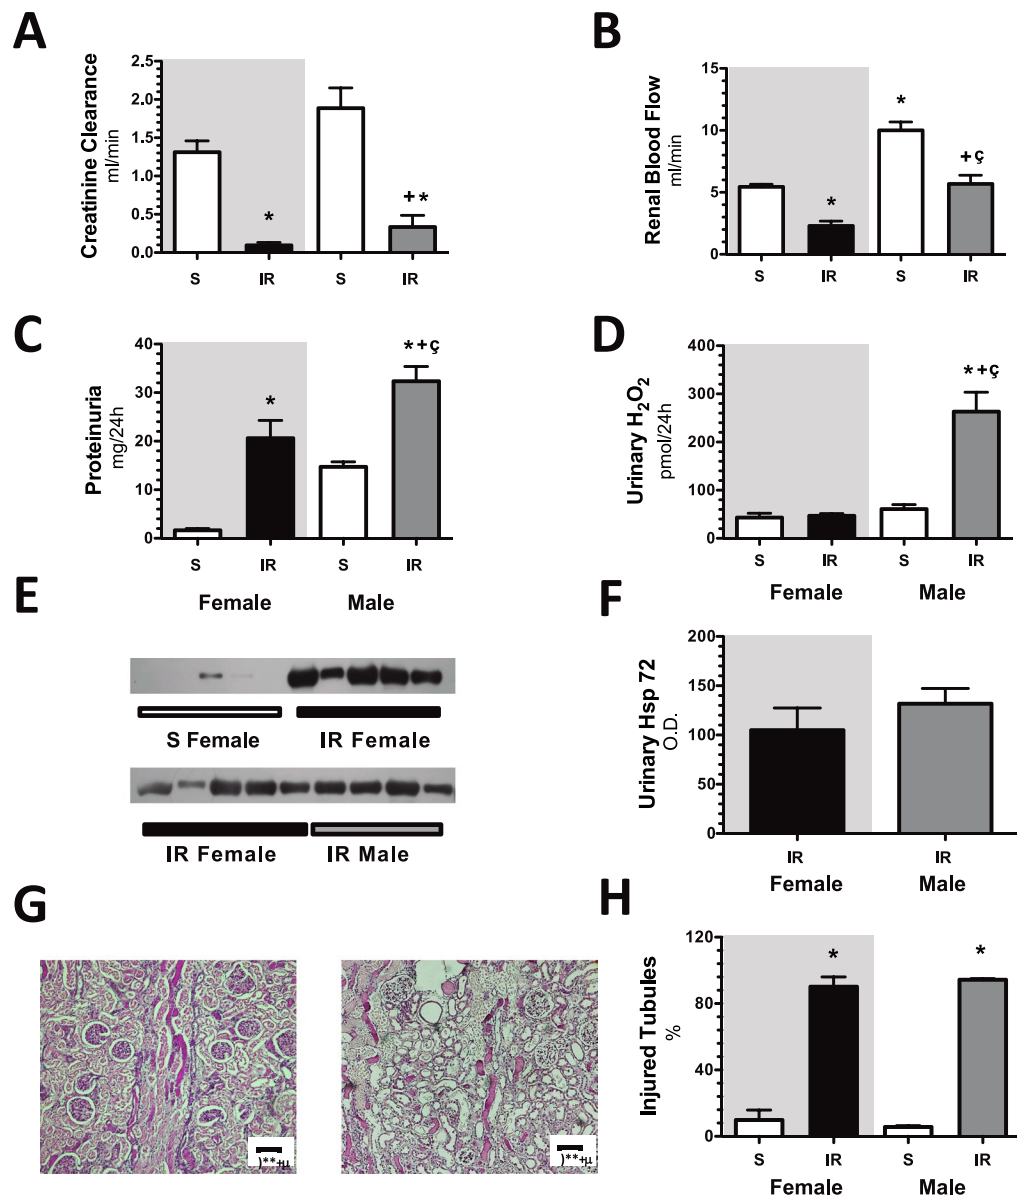 A
Creatinine Clearance
ml/min
2.5
2.0
1.5
1.0
0.5
0.0
*
+ *
S
IR
S
IR
B
Renal Blood Flow
ml/min
15
10
5
0
*
*
+ ç
S
IR
S
IR
C
Proteinuria
mg/24h
40
30
20
10
0
*
* + ç
S
IR
S
IR
Female
Male
D
Urinary H₂O₂
pmol/24h
400
300
200
100
0
* + ç
S
IR
S
IR
Female
Male
E
S Female
IR Female
IR Female
IR Male
F
Urinary Hsp 72
O.D.
200
150
100
50
0
IR
IR
Female
Male
G
)**+µ
)**+µ
H
Injured Tubules
%
120
80
40
0
*
*
S
IR
S
IR
Female
Male